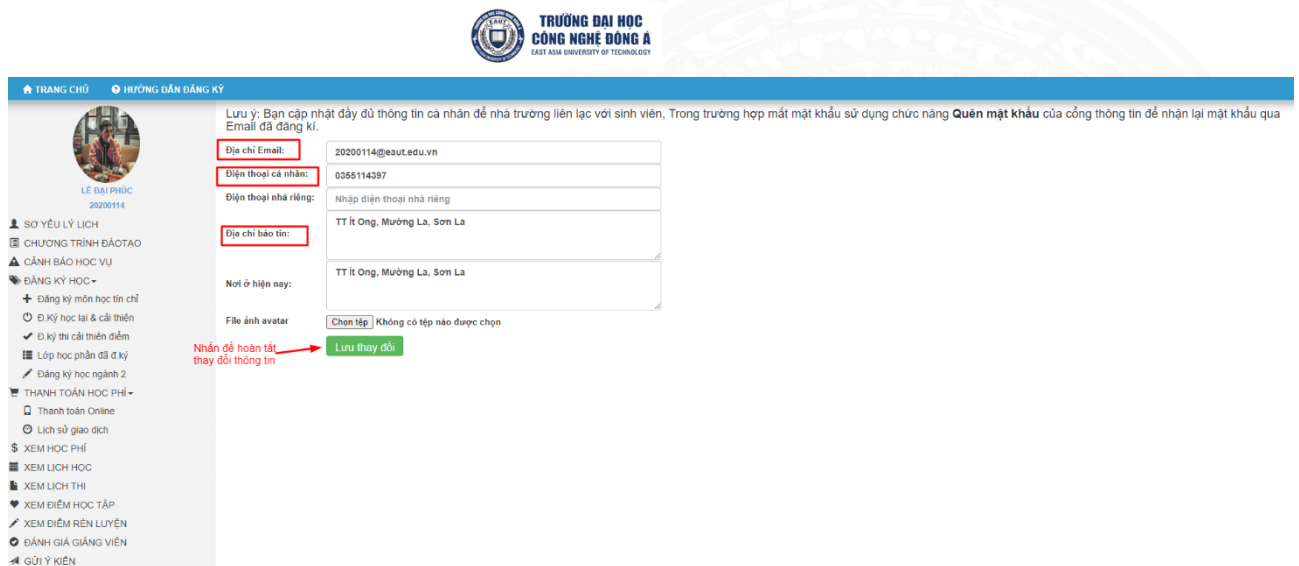 TRƯỜNG ĐẠI HỌC
CÔNG NGHỆ ĐÔNG Á
EAST ASIA UNIVERSITY OF TECHNOLOGY
TRANG CHỦ HƯỚNG DẪN ĐĂNG KÝ
LÊ ĐẠI PHÚC
20200114
SƠ YẾU LÝ LỊCH
CHƯƠNG TRÌNH ĐÀOTẠO
CẢNH BÁO HỌC VỤ
ĐĂNG KÝ HỌC
Đăng ký môn học tín chỉ
Đ.Ký học lại & cải thiện
Đ.ký thi cải thiện điểm
Lớp học phần đã đ.ký
Đăng ký học ngành 2
THANH TOÁN HỌC PHÍ
Thanh toán Online
Lịch sử giao dịch
XEM HỌC PHÍ
XEM LỊCH HỌC
XEM LỊCH THI
XEM ĐIỂM HỌC TẬP
XEM ĐIỂM RÈN LUYỆN
ĐÁNH GIÁ GIẢNG VIÊN
GỬI Ý KIẾN
Lưu ý: Bạn cập nhật đầy đủ thông tin cá nhân để nhà trường liên lạc với sinh viên, Trong trường hợp mất mật khẩu sử dụng chức năng Quên mật khẩu của cổng thông tin để nhận lại mật khẩu qua
Email đã đăng kí.
Địa chỉ Email: 20200114@eaut.edu.vn
Điện thoại cá nhân: 0355114397
Điện thoại nhà riêng: Nhập điện thoại nhà riêng
Địa chỉ báo tin: TT Ít Ong, Mường La, Sơn La
Nơi ở hiện nay: TT Ít Ong, Mường La, Sơn La
File ảnh avatar Chọn tệp Không có tệp nào được chọn
Nhấn để hoàn tất
thay đổi thông tin
Lưu thay đổi